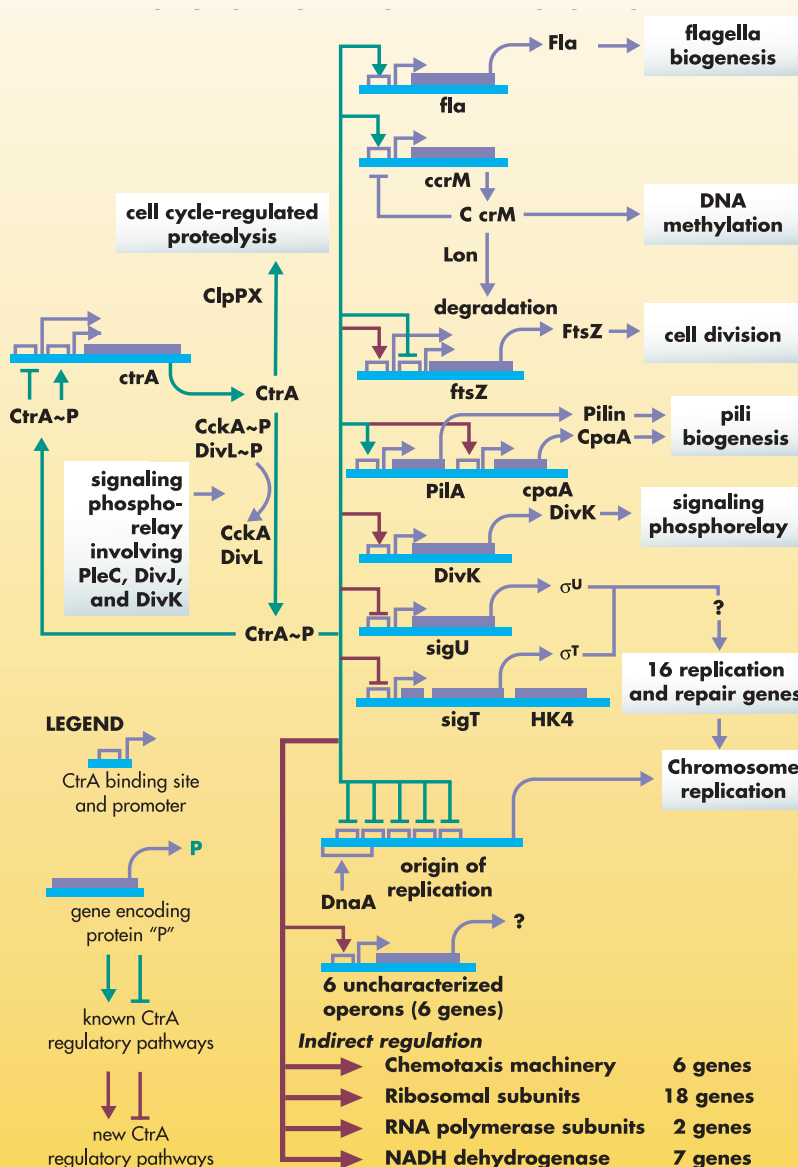 Fla
flagella
biogenesis
fla
ccrM
C crM
DNA
methylation
Lon
degradation
cell cycle-regulated
proteolysis
ClpPX
ctrA
CtrA
CtrA~P
FtsZ
cell division
ftsZ
CckA~P
DivL~P
Pilin
CpaA
pili
biogenesis
PilA
cpaA
signaling
phospho-
relay
involving
PleC, DivJ,
and DivK
CckA
DivL
DivK
signaling
phosphorelay
DivK
CtrA~P
σU
?
sigU
σT
16 replication
and repair genes
sigT
HK4
LEGEND
CtrA binding site
and promoter
Chromosome
replication
P
gene encoding
protein “P”
origin of
replication
DnaA
?
6 uncharacterized
operons (6 genes)
known CtrA
regulatory pathways
new CtrA
regulatory pathways
Indirect regulation
Chemotaxis machinery 6 genes
Ribosomal subunits 18 genes
RNA polymerase subunits 2 genes
NADH dehydrogenase 7 genes